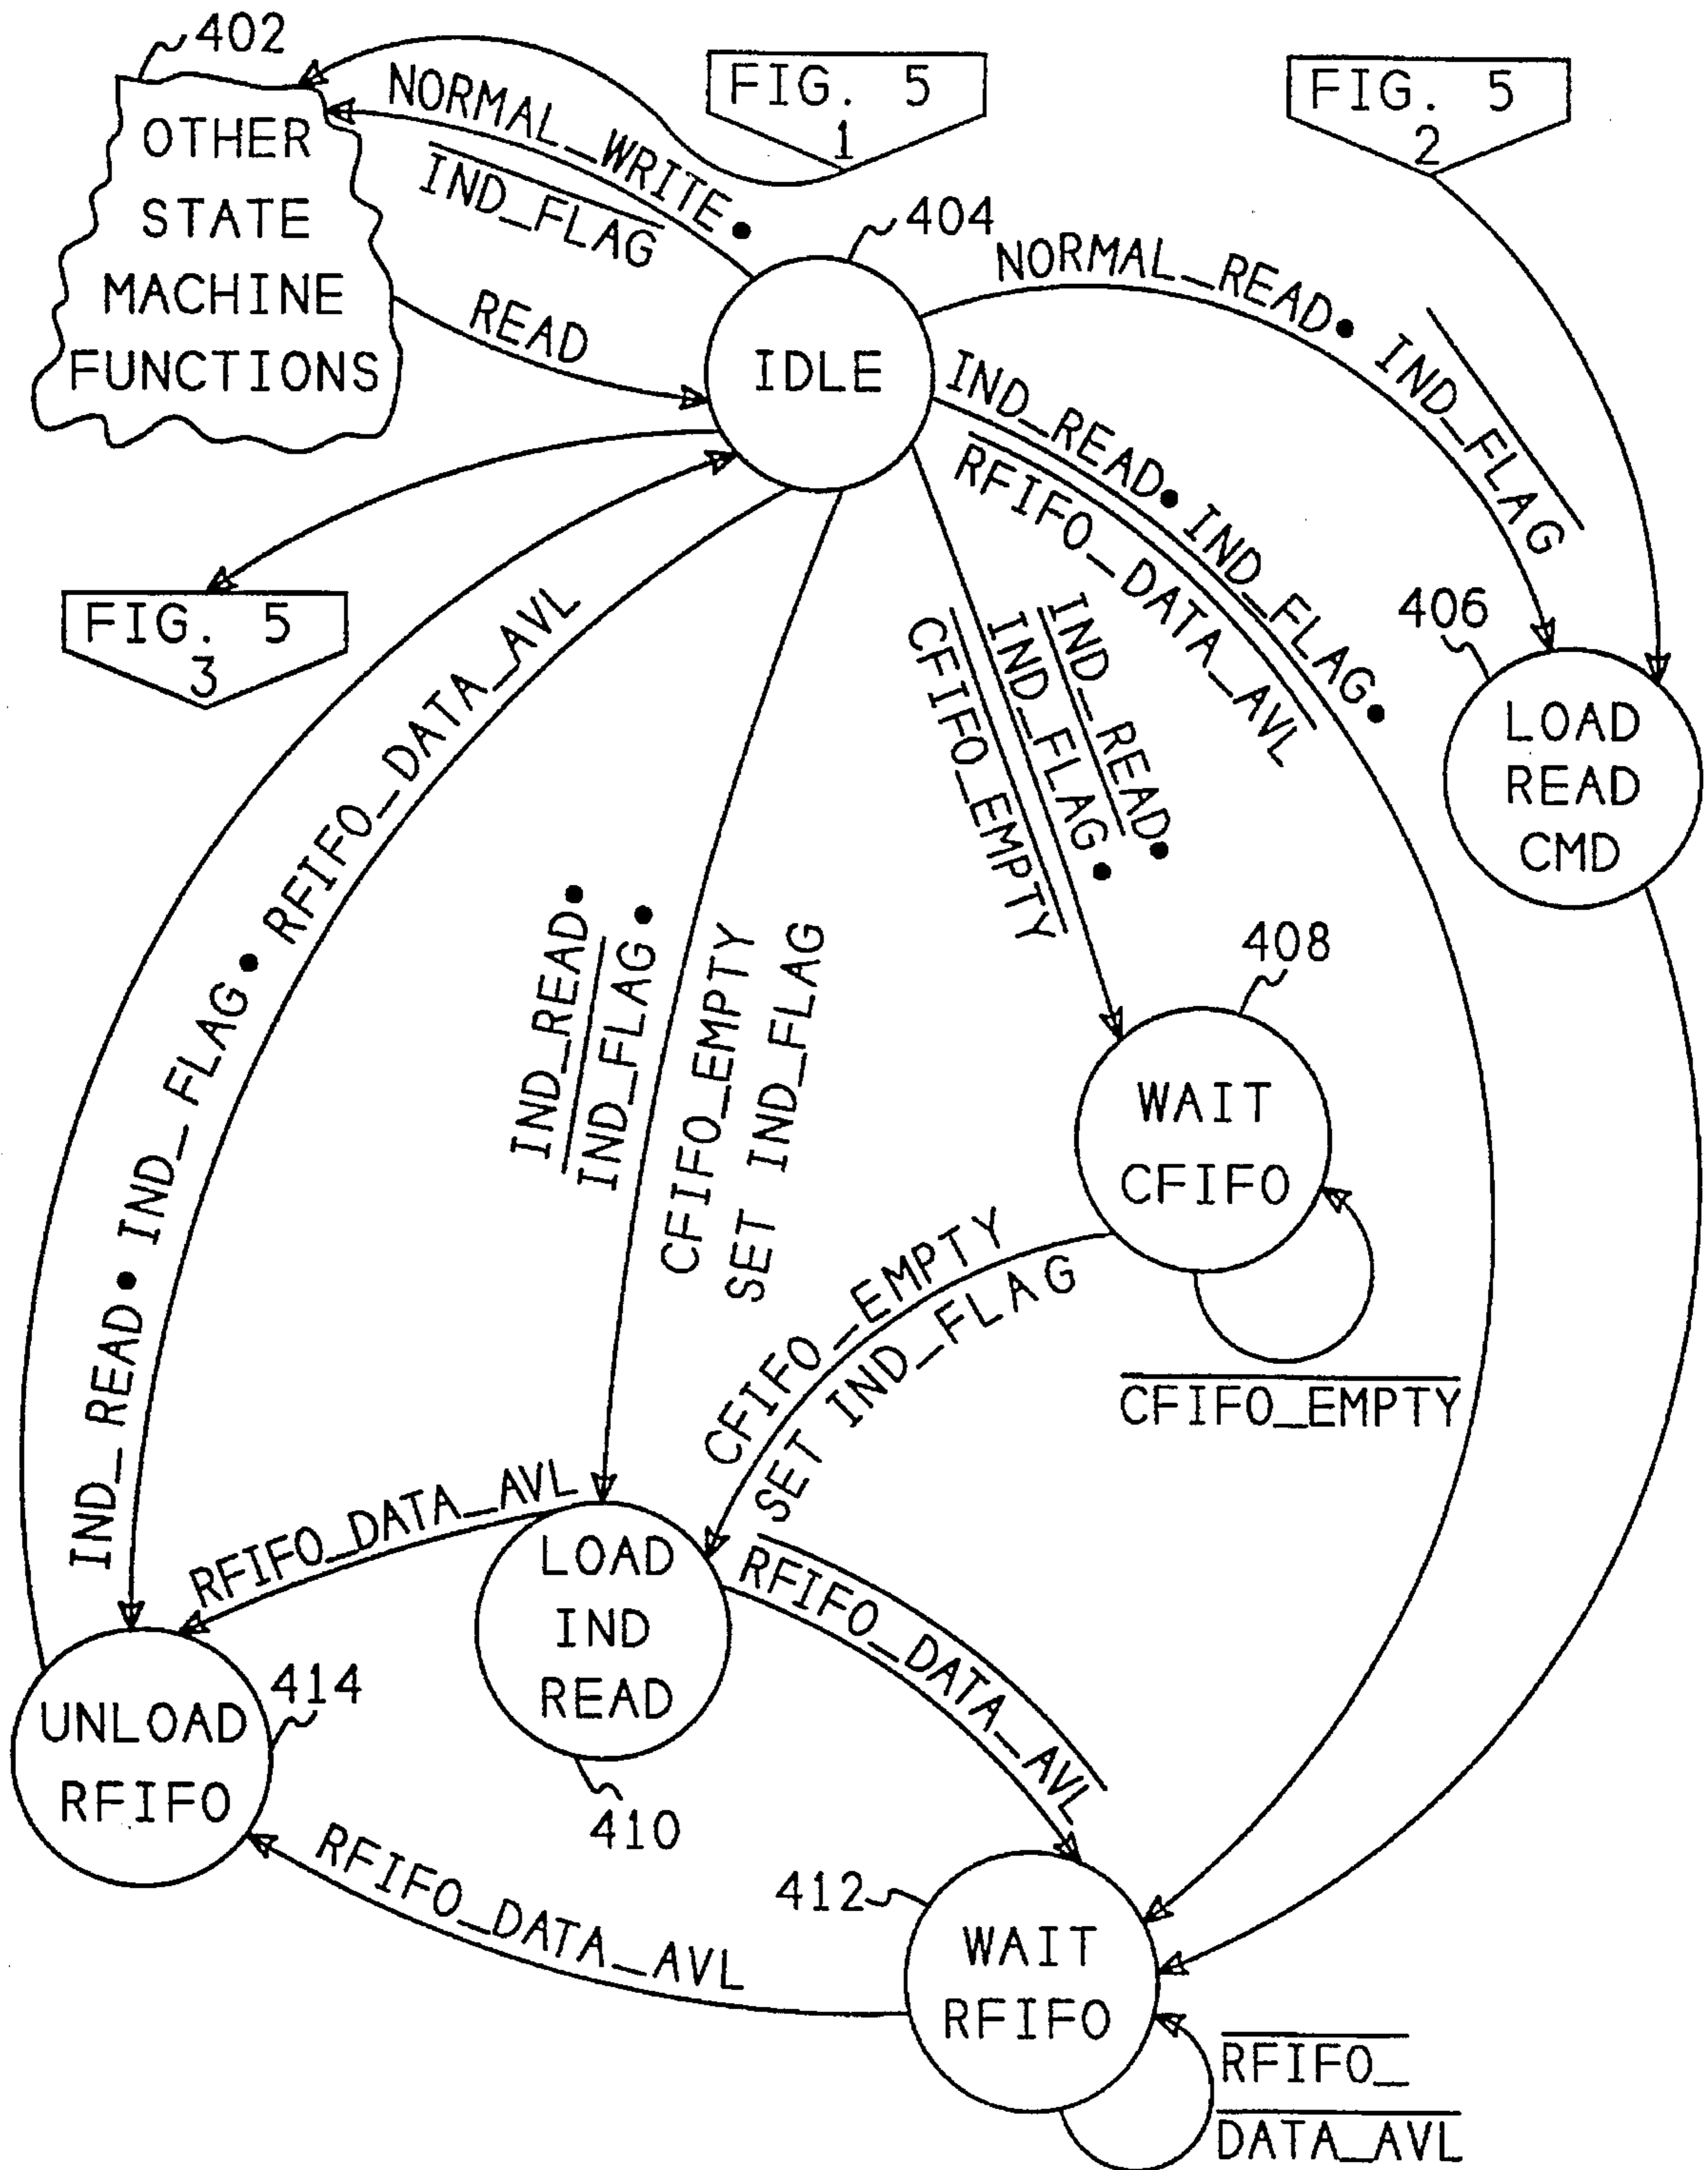 402
OTHER
STATE
MACHINE
FUNCTIONS
NORMAL_WRITE•
IND_FLAG
FIG. 5
1
FIG. 5
2
READ
404
IDLE
NORMAL_READ• IND_FLAG
IND_READ• IND_FLAG•
RFIFO_DATA_AVL
FIG. 5
3
IND_READ•
IND_FLAG•
CFIFO_EMPTY
406
LOAD
READ
CMD
IND_READ• IND_FLAG• RFIFO_DATA_AVL
IND_READ•
IND_FLAG•
CFIFO_EMPTY
SET IND_FLAG
408
WAIT
CFIFO
CFIFO_EMPTY
CFIFO_EMPTY
SET IND_FLAG
RFIFO_DATA_AVL
LOAD
IND
READ
410
RFIFO_DATA_AVL
UNLOAD
RFIFO
414
RFIFO_DATA_AVL
412
WAIT
RFIFO
RFIFO_
DATA_AVL